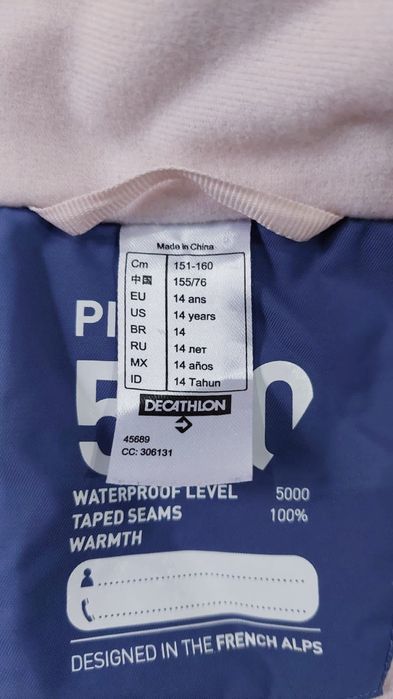 Made in China
Cm 151-160
中国 155/76
EU 14 ans
US 14 years
BR 14
RU 14 лет
MX 14 años
ID 14 Tahun
DECATHLON
45689
CC: 306131
WATERPROOF LEVEL 5000
TAPED SEAMS 100%
WARMTH
DESIGNED IN THE FRENCH ALPS